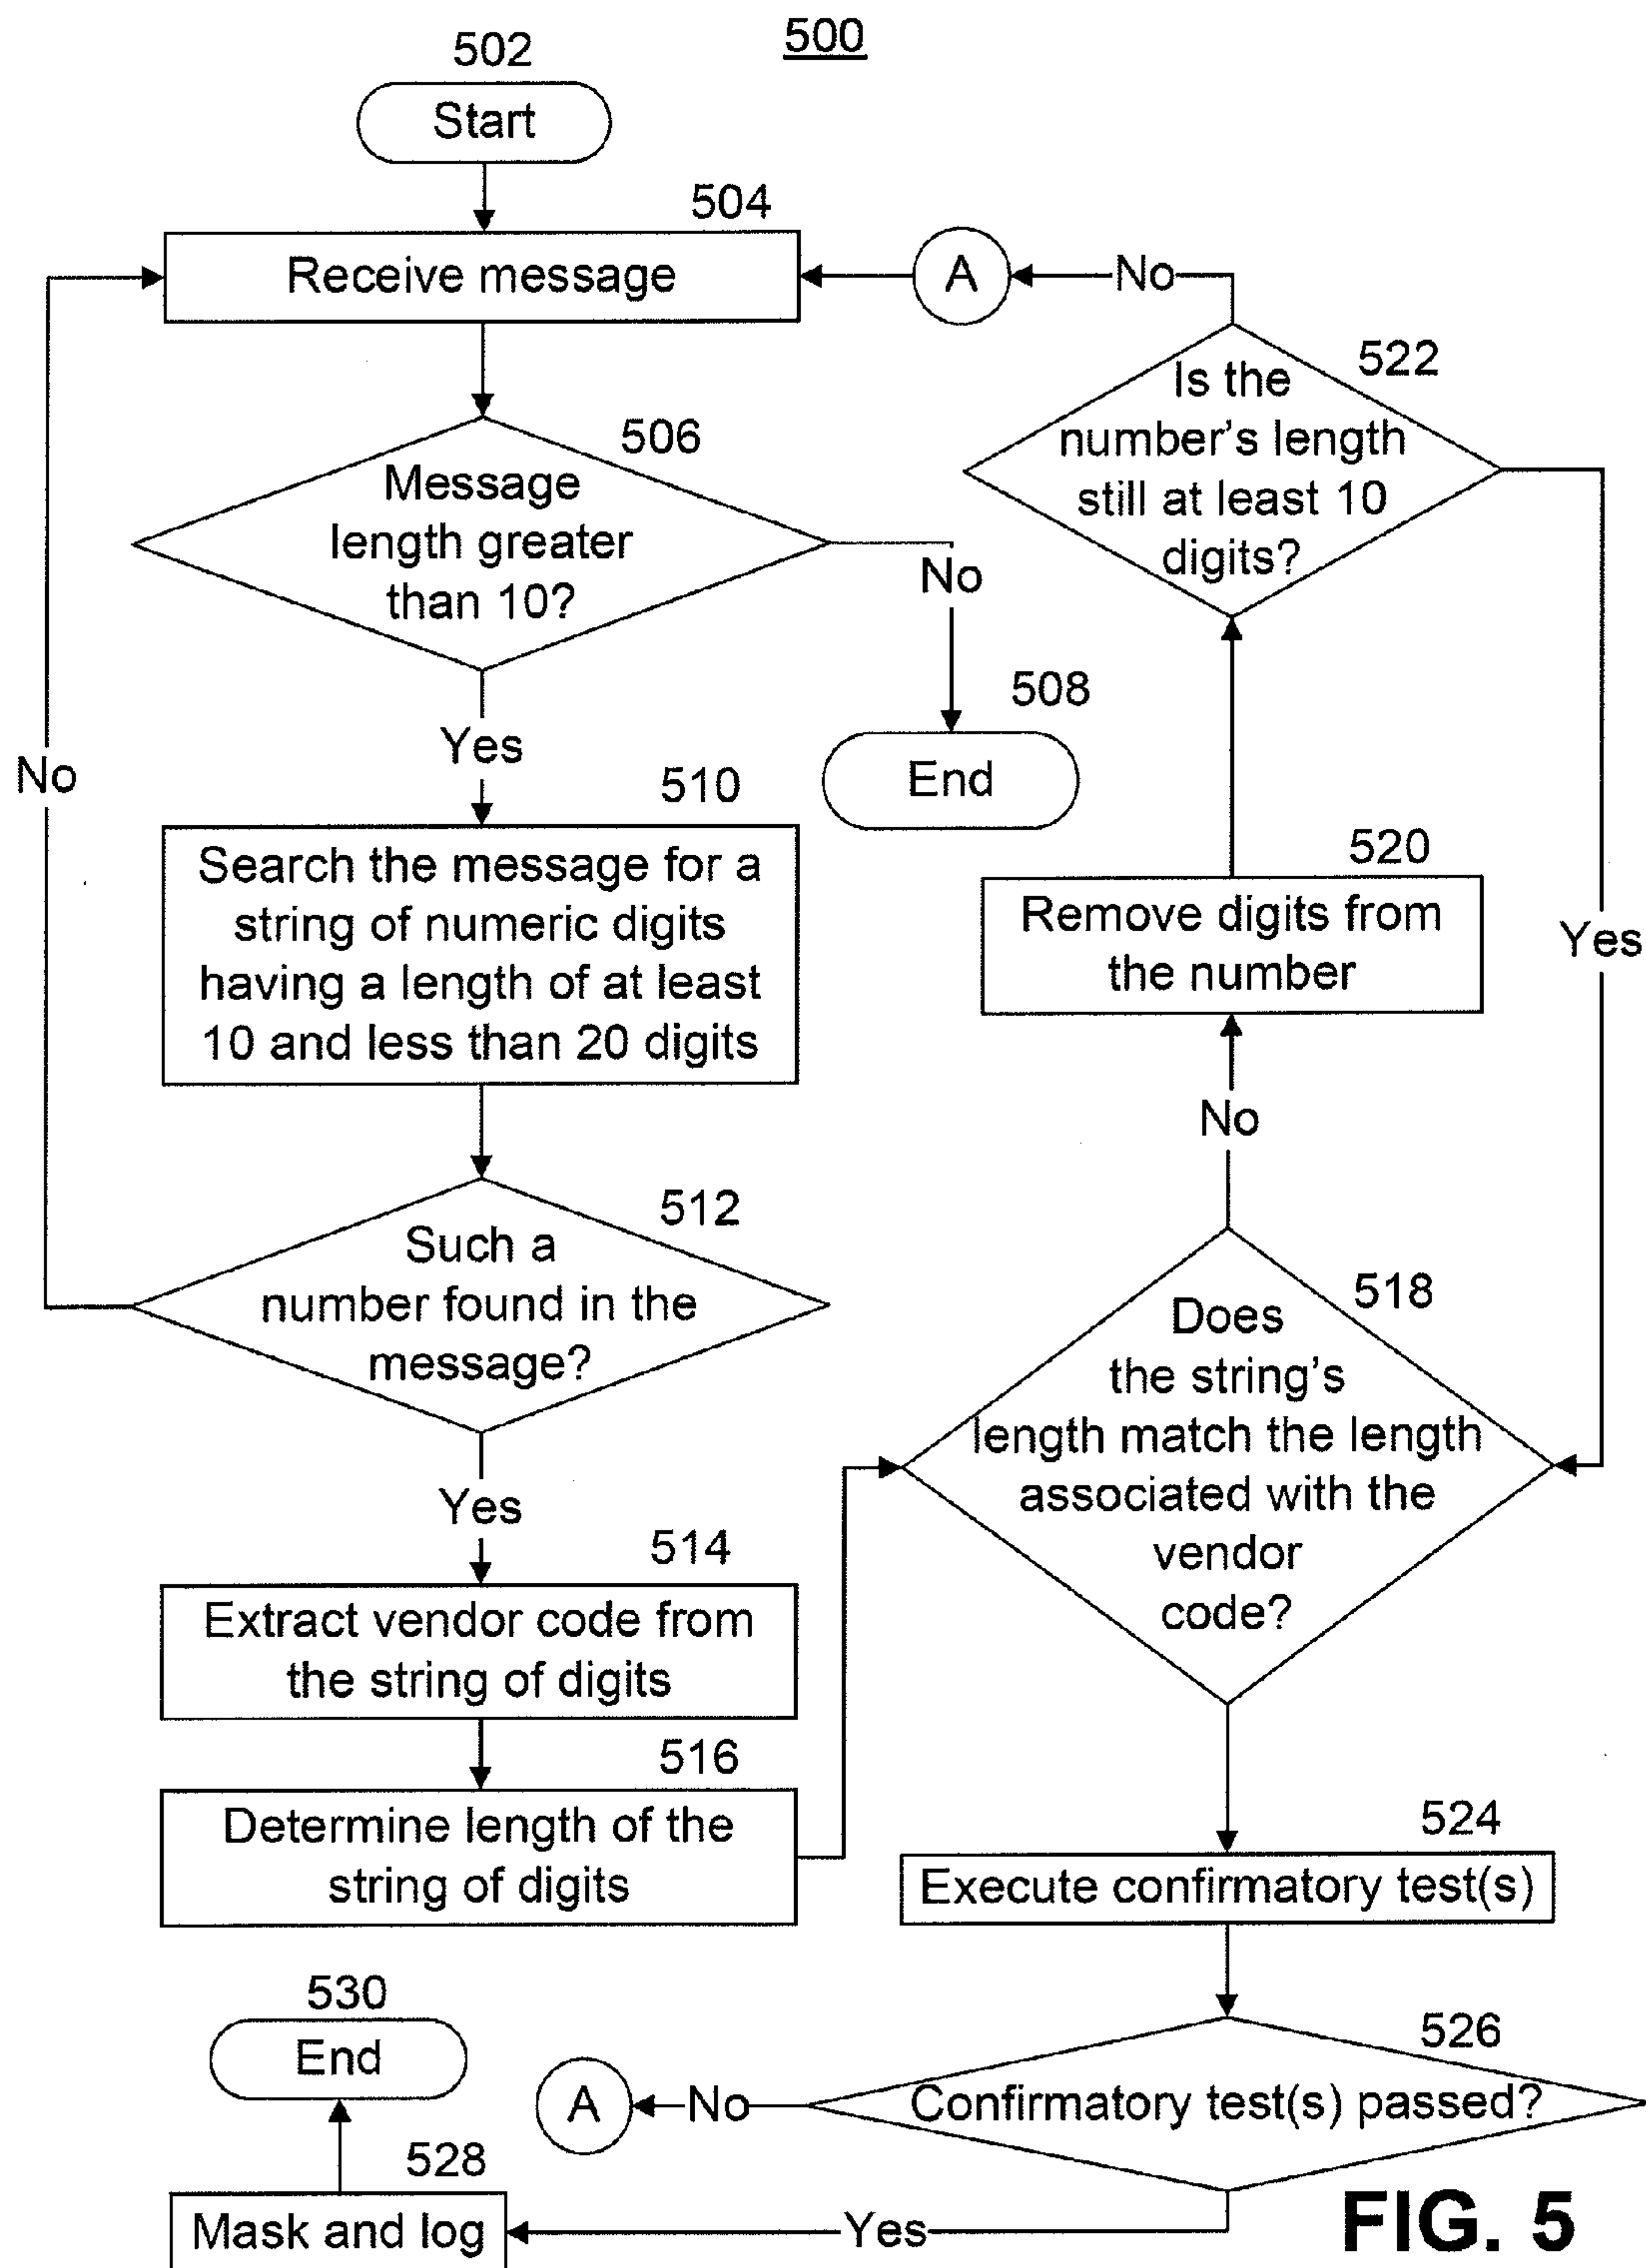 500
502
Start
504
Receive message
A
No
522
Is the
number's length
still at least 10
digits?
506
Message
length greater
than 10?
No
508
End
Yes
No
510
Search the message for a
string of numeric digits
having a length of at least
10 and less than 20 digits
520
Remove digits from
the number
Yes
No
512
Such a
number found in the
message?
518
Does
the string's
length match the length
associated with the
vendor
code?
Yes
514
Extract vendor code from
the string of digits
516
Determine length of the
string of digits
524
Execute confirmatory test(s)
530
End
526
Confirmatory test(s) passed?
No
A
528
Mask and log
Yes
FIG. 5